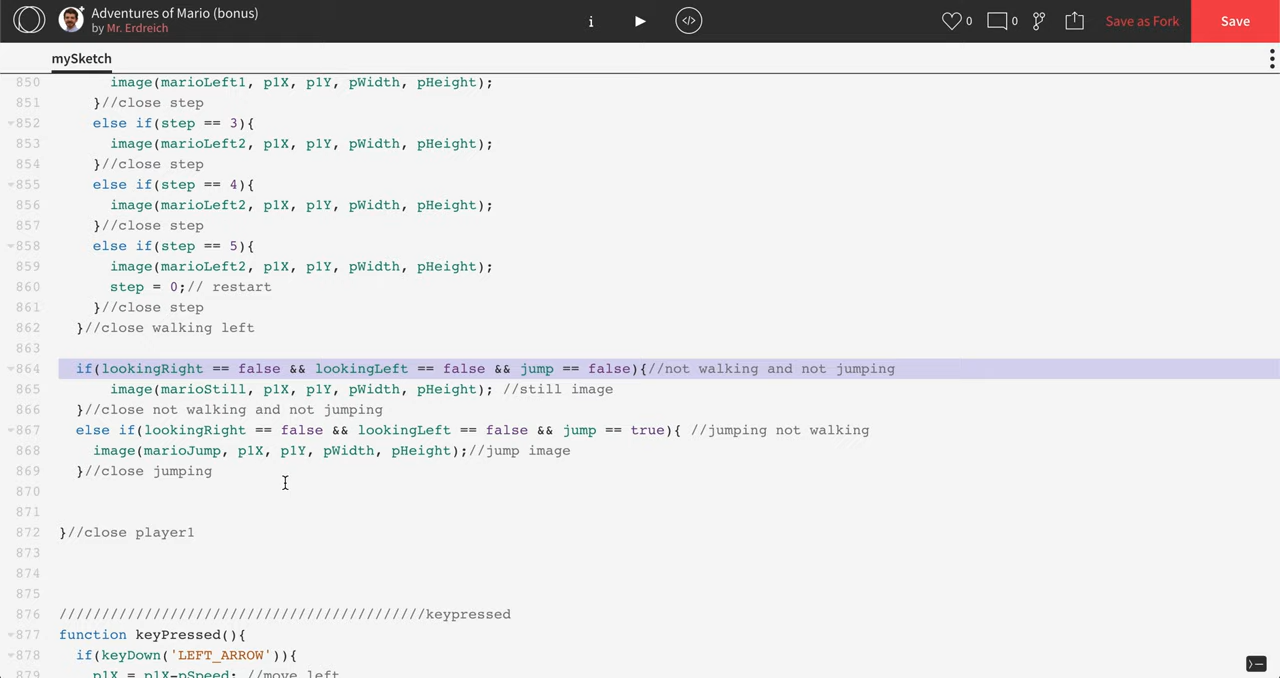 Adventures of Mario (bonus)
by Mr. Erdreich
i
</>
0
0
Save as Fork
Save
mySketch
850 image(marioLeft1, p1X, p1Y, pWidth, pHeight);
851 }//close step
852 else if(step == 3){
853 image(marioLeft2, p1X, p1Y, pWidth, pHeight);
854 }//close step
855 else if(step == 4){
856 image(marioLeft2, p1X, p1Y, pWidth, pHeight);
857 }//close step
858 else if(step == 5){
859 image(marioLeft2, p1X, p1Y, pWidth, pHeight);
860 step = 0;// restart
861 }//close step
862 }//close walking left
863
864 if(lookingRight == false && lookingLeft == false && jump == false){//not walking and not jumping
865 image(marioStill, p1X, p1Y, pWidth, pHeight); //still image
866 }//close not walking and not jumping
867 else if(lookingRight == false && lookingLeft == false && jump == true){ //jumping not walking
868 image(marioJump, p1X, p1Y, pWidth, pHeight);//jump image
869 }//close jumping
870
871
872 }//close player1
873
874
875
876 ///////////////////////////////////////////keypressed
877 function keyPressed(){
878 if(keyDown('LEFT_ARROW')){
879 p1X = p1X-pSpeed; //move left